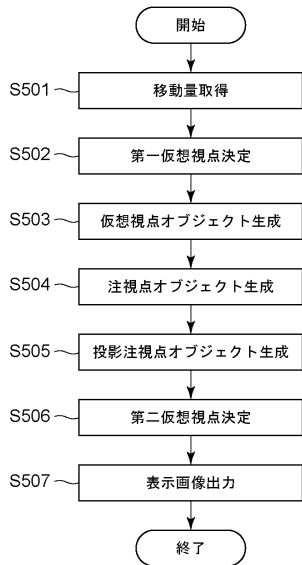 開始
S501 移動量取得
S502 第一仮想視点決定
S503 仮想視点オブジェクト生成
S504 注視点オブジェクト生成
S505 投影注視点オブジェクト生成
S506 第二仮想視点決定
S507 表示画像出力
終了